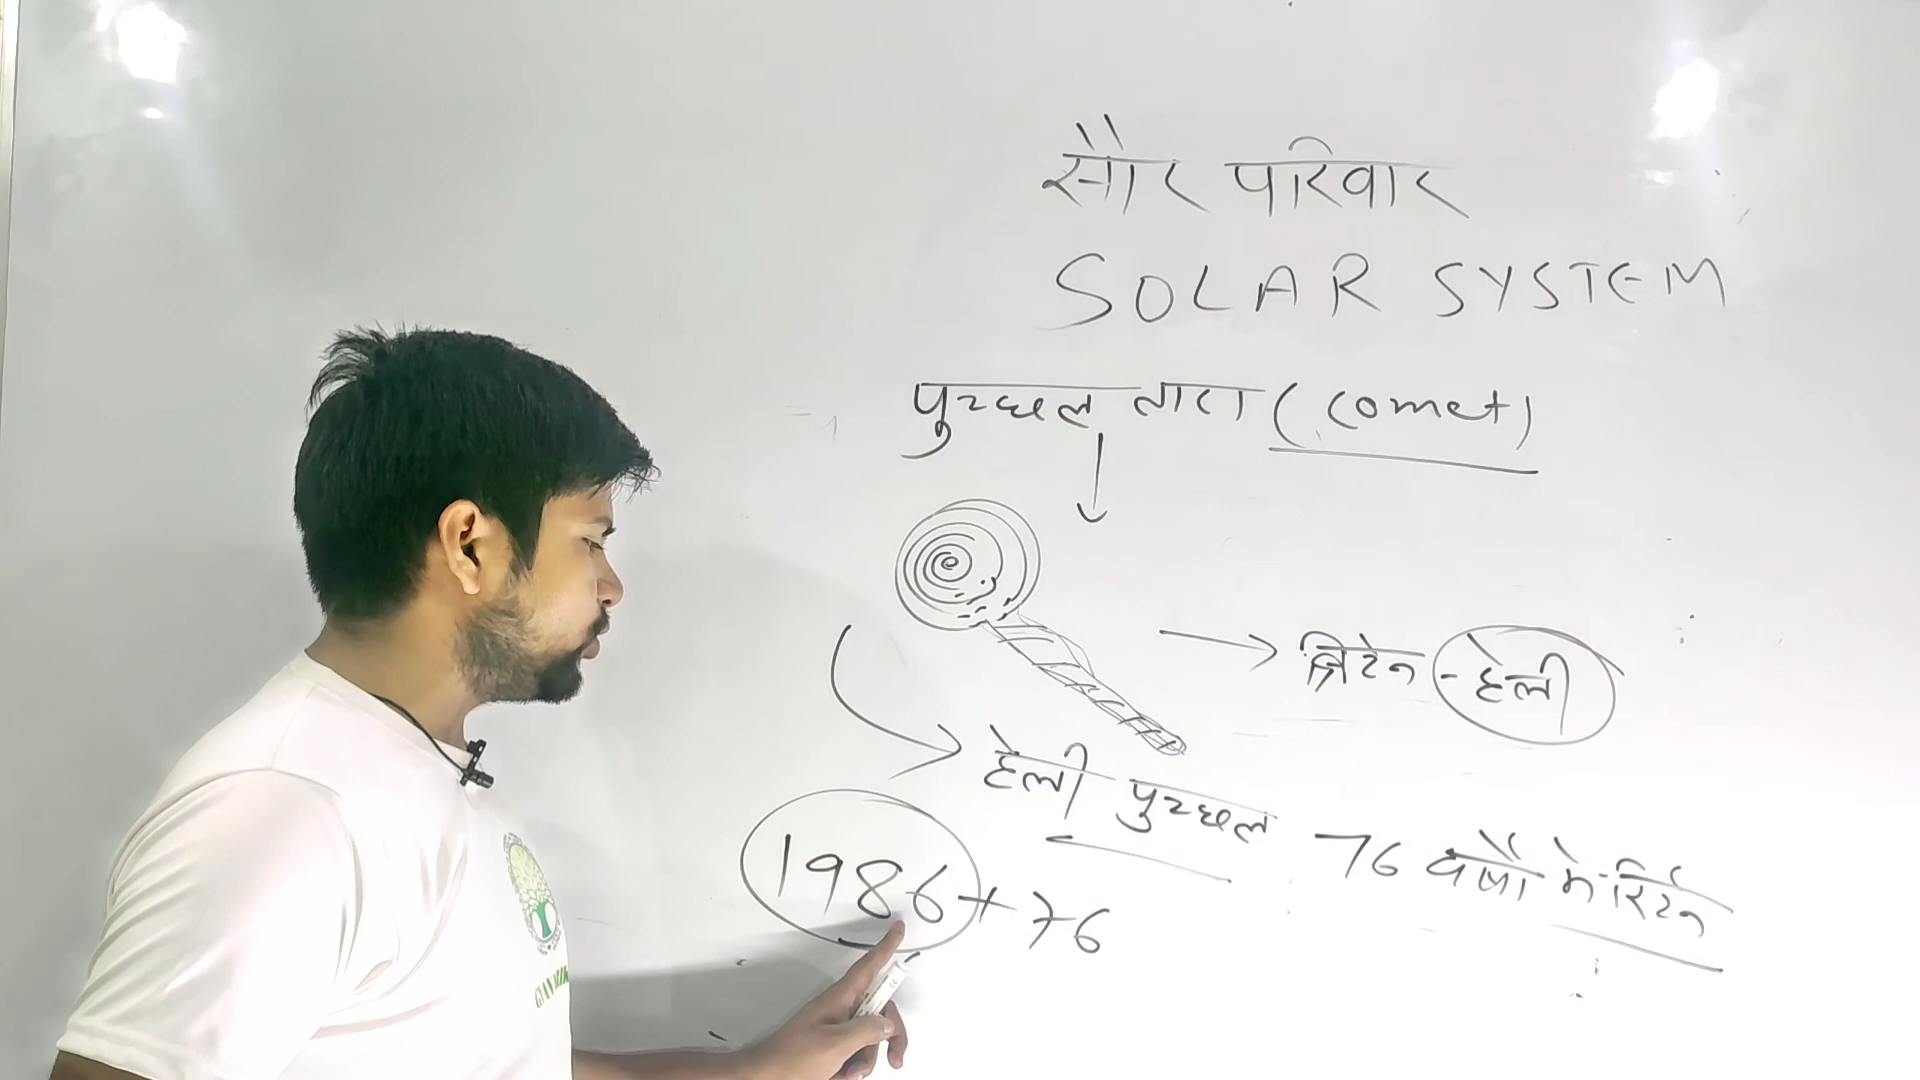 सौर परिवार
SOLAR SYSTEM
पुच्छल तारा (comet)
ब्रिटेन - हेली
हेली पुच्छल
76 वर्षों मे रिटेन
1986 + 76